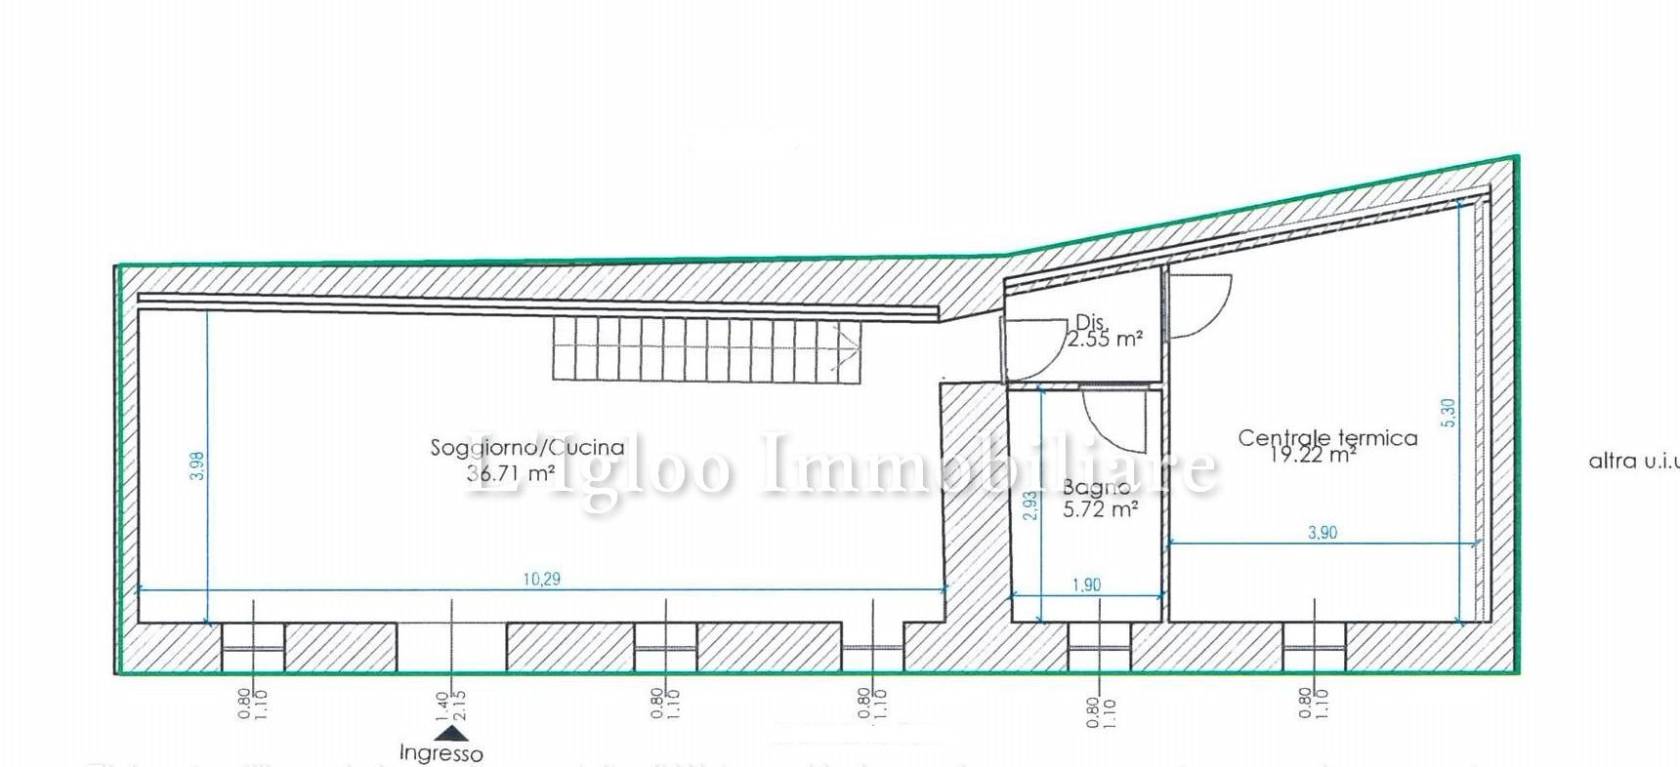 Dis.
2.55 m²
Soggiorno/Cucina
36.71 m²
L'Igloo Immobiliare
Centrale termica
19.22 m²
altra u.i.u
Bagno
5.72 m²
3,98
2,93
5,30
10,29
1,90
3,90
0.80
1.10
1.40
2.15
0.80
1.10
0.80
1.10
0.80
1.10
0.80
1.10
Ingresso